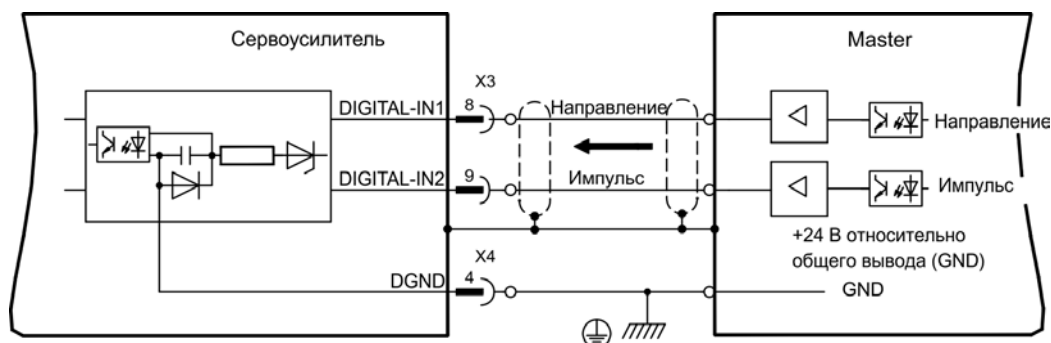 Сервоусилитель
Master
X3
DIGITAL-IN1
8
Направление
Направление
DIGITAL-IN2
9
Импульс
Импульс
+24 В относительно
общего вывода (GND)
X4
DGND
4
GND